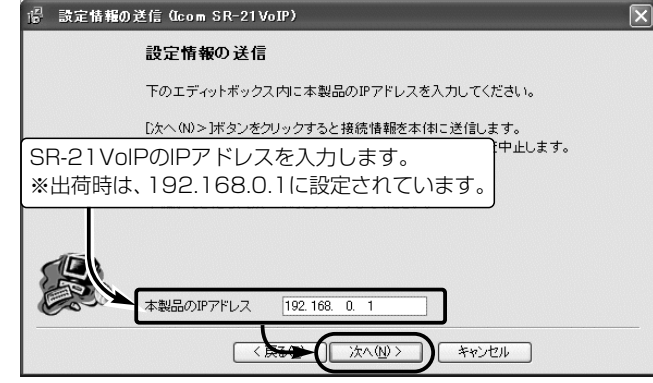 設定情報の送信 (Icom SR-21VoIP)
設定情報の送信
下のエディットボックス内に本製品のIPアドレスを入力してください。
[次へ(N)>]ボタンをクリックすると接続情報を本体に送信します。
中止します。
SR-21VoIPのIPアドレスを入力します。
※出荷時は、192.168.0.1に設定されています。
本製品のIPアドレス 192.168. 0. 1
次へ(N) > キャンセル